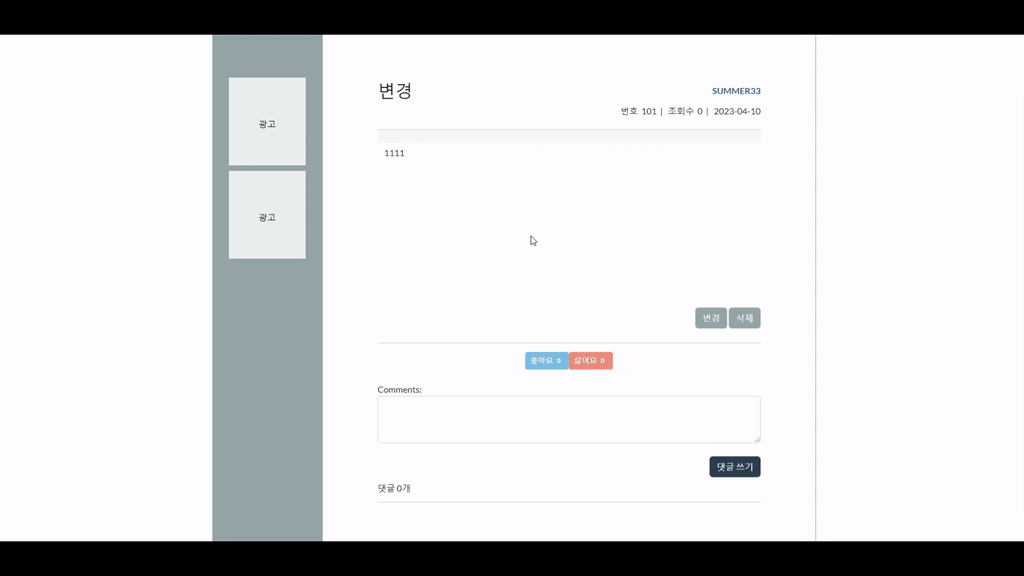 광고
광고
변경
SUMMER33
번호 101 | 조회수 0 | 2023-04-10
1111
변경 삭제
좋아요 0 싫어요 0
Comments:
댓글 쓰기
댓글 0개